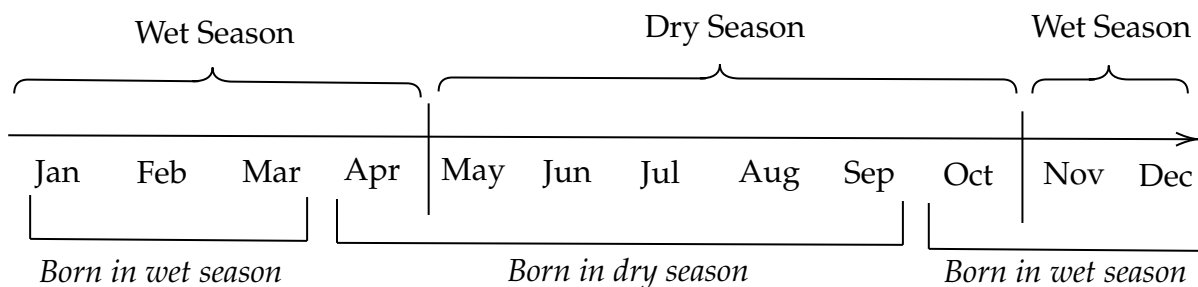 Wet Season Dry Season Wet Season
Jan Feb Mar Apr May Jun Jul Aug Sep Oct Nov Dec
Born in wet season Born in dry season Born in wet season